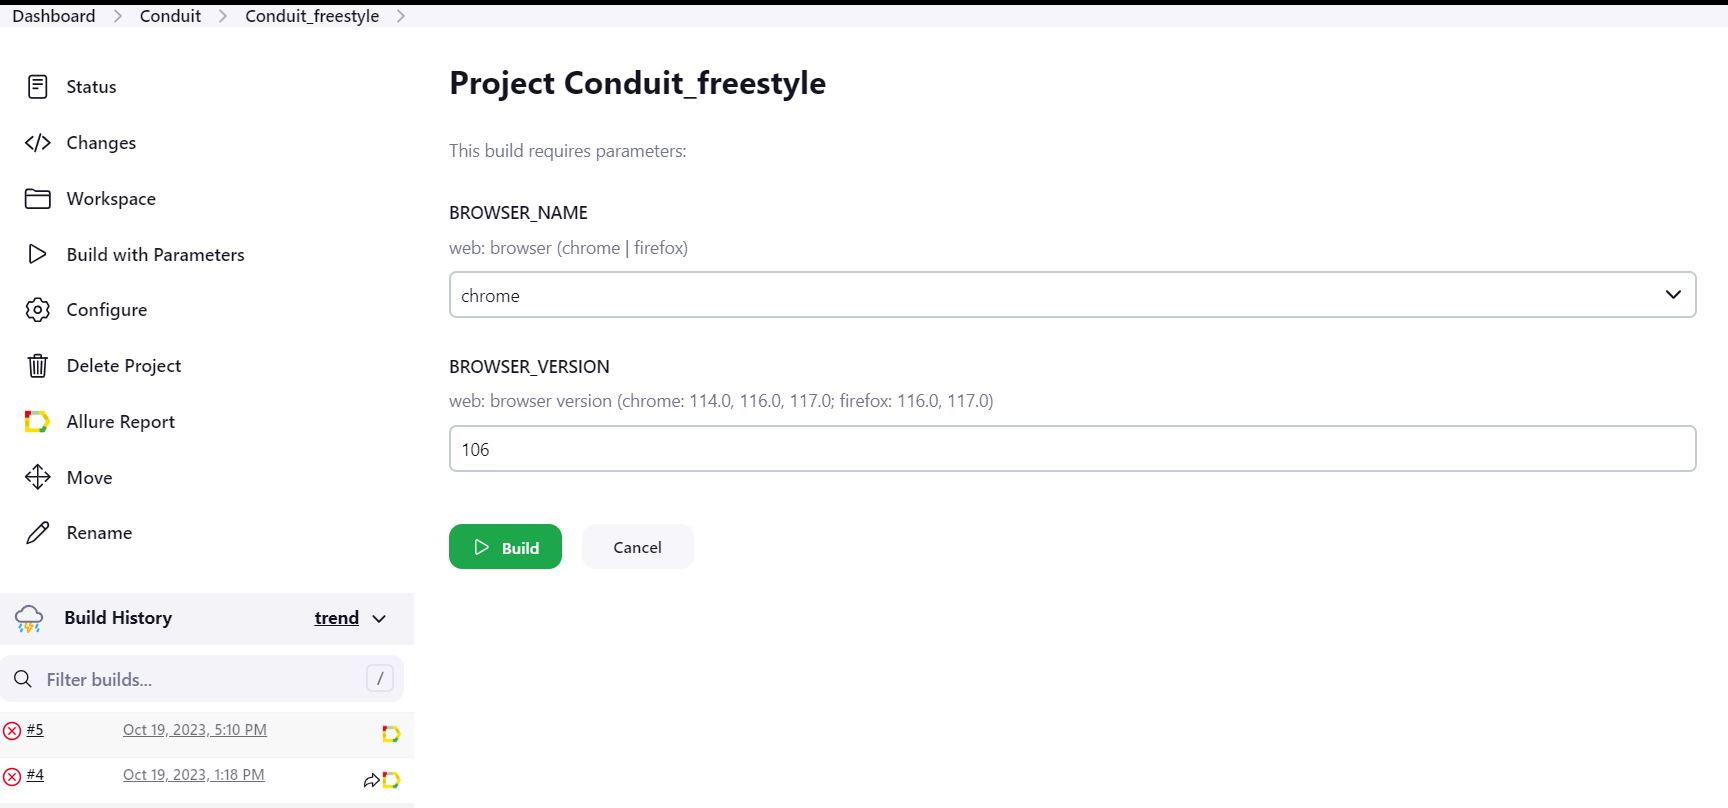 Dashboard > Conduit > Conduit_freestyle >
Status
Changes
Workspace
Build with Parameters
Configure
Delete Project
Allure Report
Move
Rename
Build History trend
Filter builds... /
#5 Oct 19, 2023, 5:10 PM
#4 Oct 19, 2023, 1:18 PM
Project Conduit_freestyle
This build requires parameters:
BROWSER_NAME
web: browser (chrome | firefox)
chrome
BROWSER_VERSION
web: browser version (chrome: 114.0, 116.0, 117.0; firefox: 116.0, 117.0)
106
Build Cancel